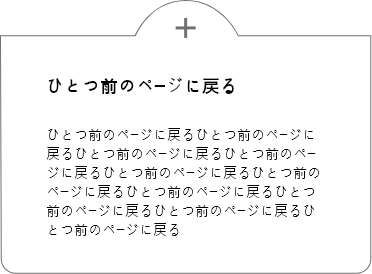 ひとつ前のページに戻る
ひとつ前のページに戻るひとつ前のページに
戻るひとつ前のページに戻るひとつ前のペー
ジに戻るひとつ前のページに戻るひとつ前の
ページに戻るひとつ前のページに戻るひとつ
前のページに戻るひとつ前のページに戻るひ
とつ前のページに戻る